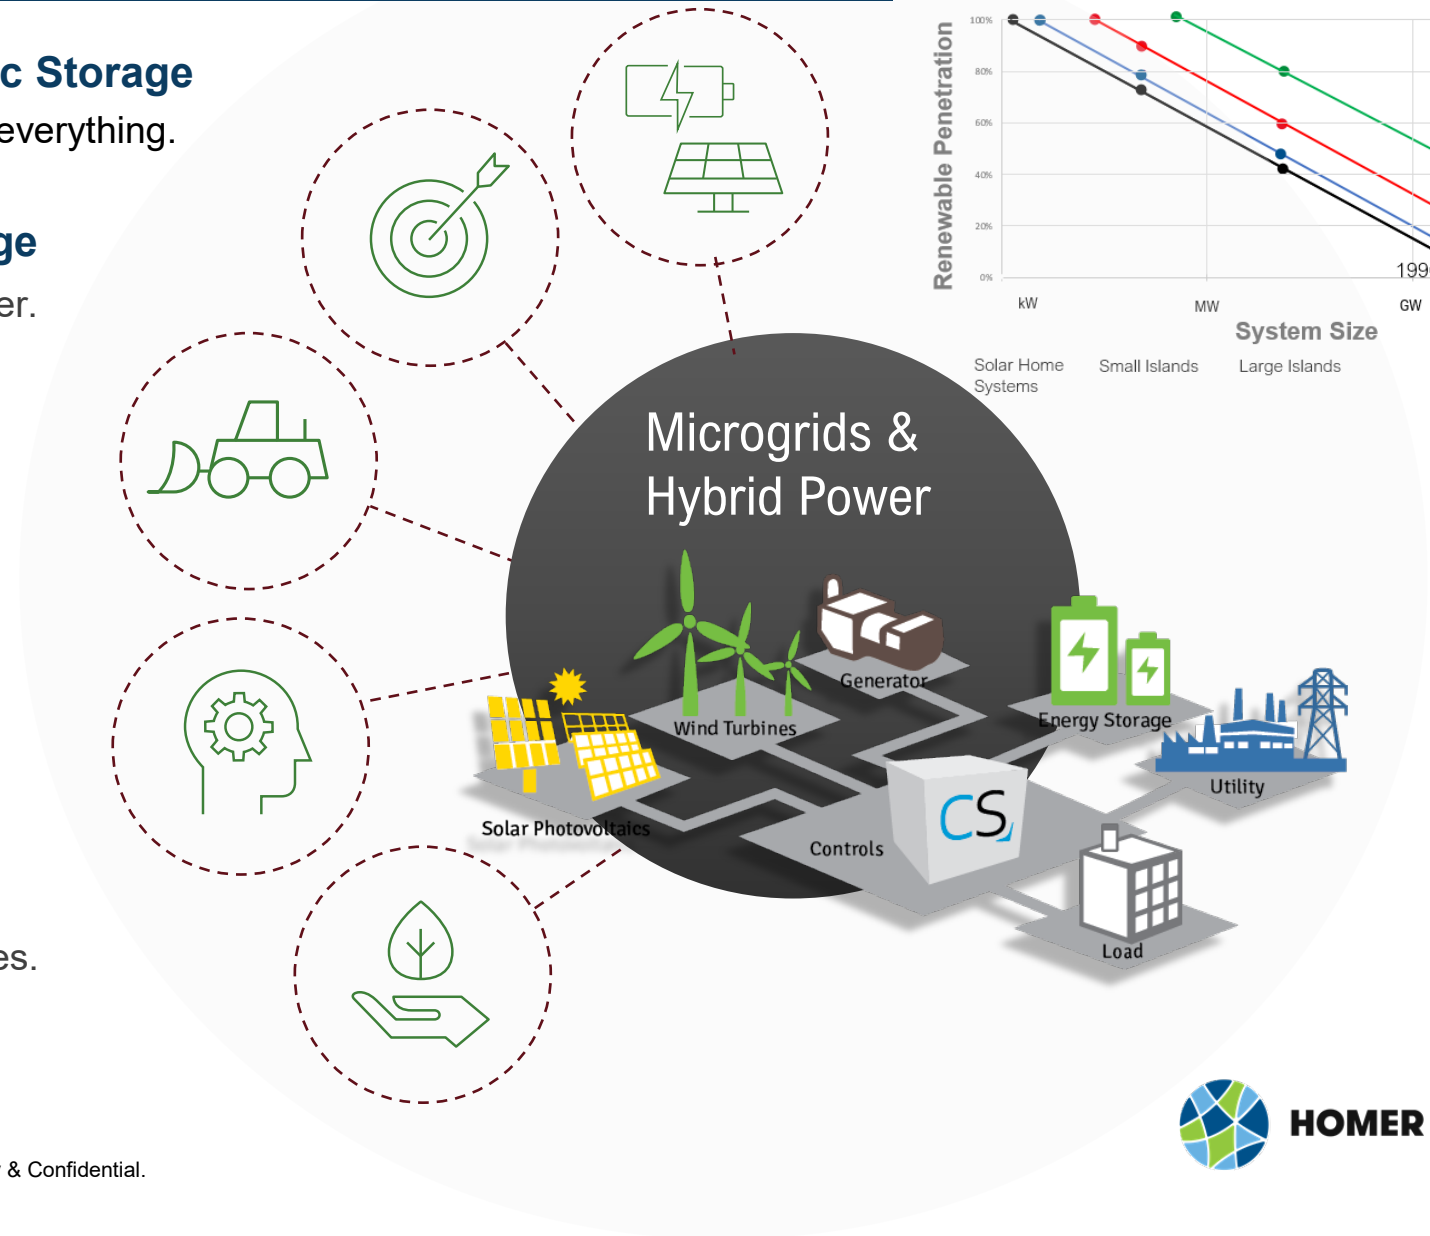 c Storage
everything.
ge
er.
es.
& Confidential.
Renewable Penetration
100%
80%
60%
40%
20%
0%
199
kW
MW
GW
System Size
Solar Home
Systems
Small Islands
Large Islands
Microgrids &
Hybrid Power
Generator
Wind Turbines
Energy Storage
Utility
Solar Photovoltaics
Controls
CS
Load
HOMER